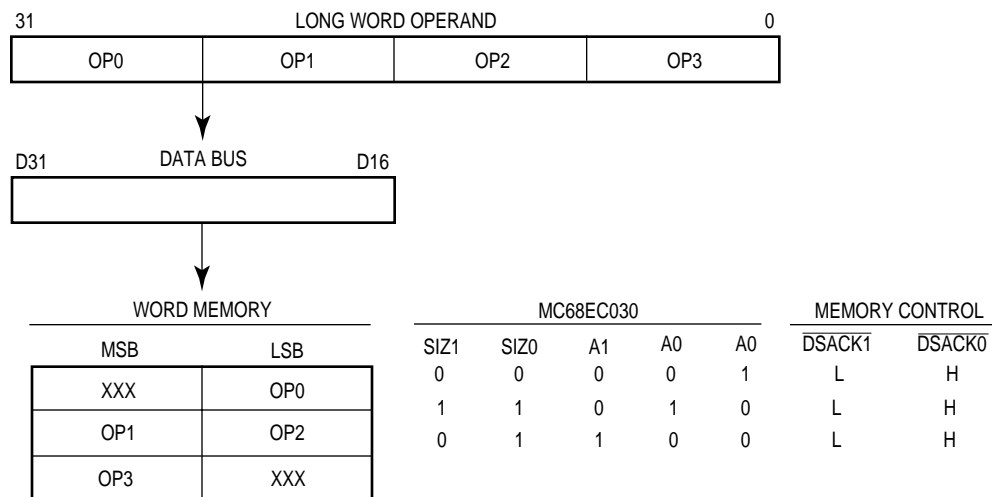 31 LONG WORD OPERAND 0
OP0 OP1 OP2 OP3
D31 DATA BUS D16
WORD MEMORY MC68EC030 MEMORY CONTROL
MSB LSB SIZ1 SIZ0 A1 A0 A0 DSACK1 DSACK0
XXX OP0 0 0 0 0 1 L H
OP1 OP2 1 1 0 1 0 L H
OP3 XXX 0 1 1 0 0 L H